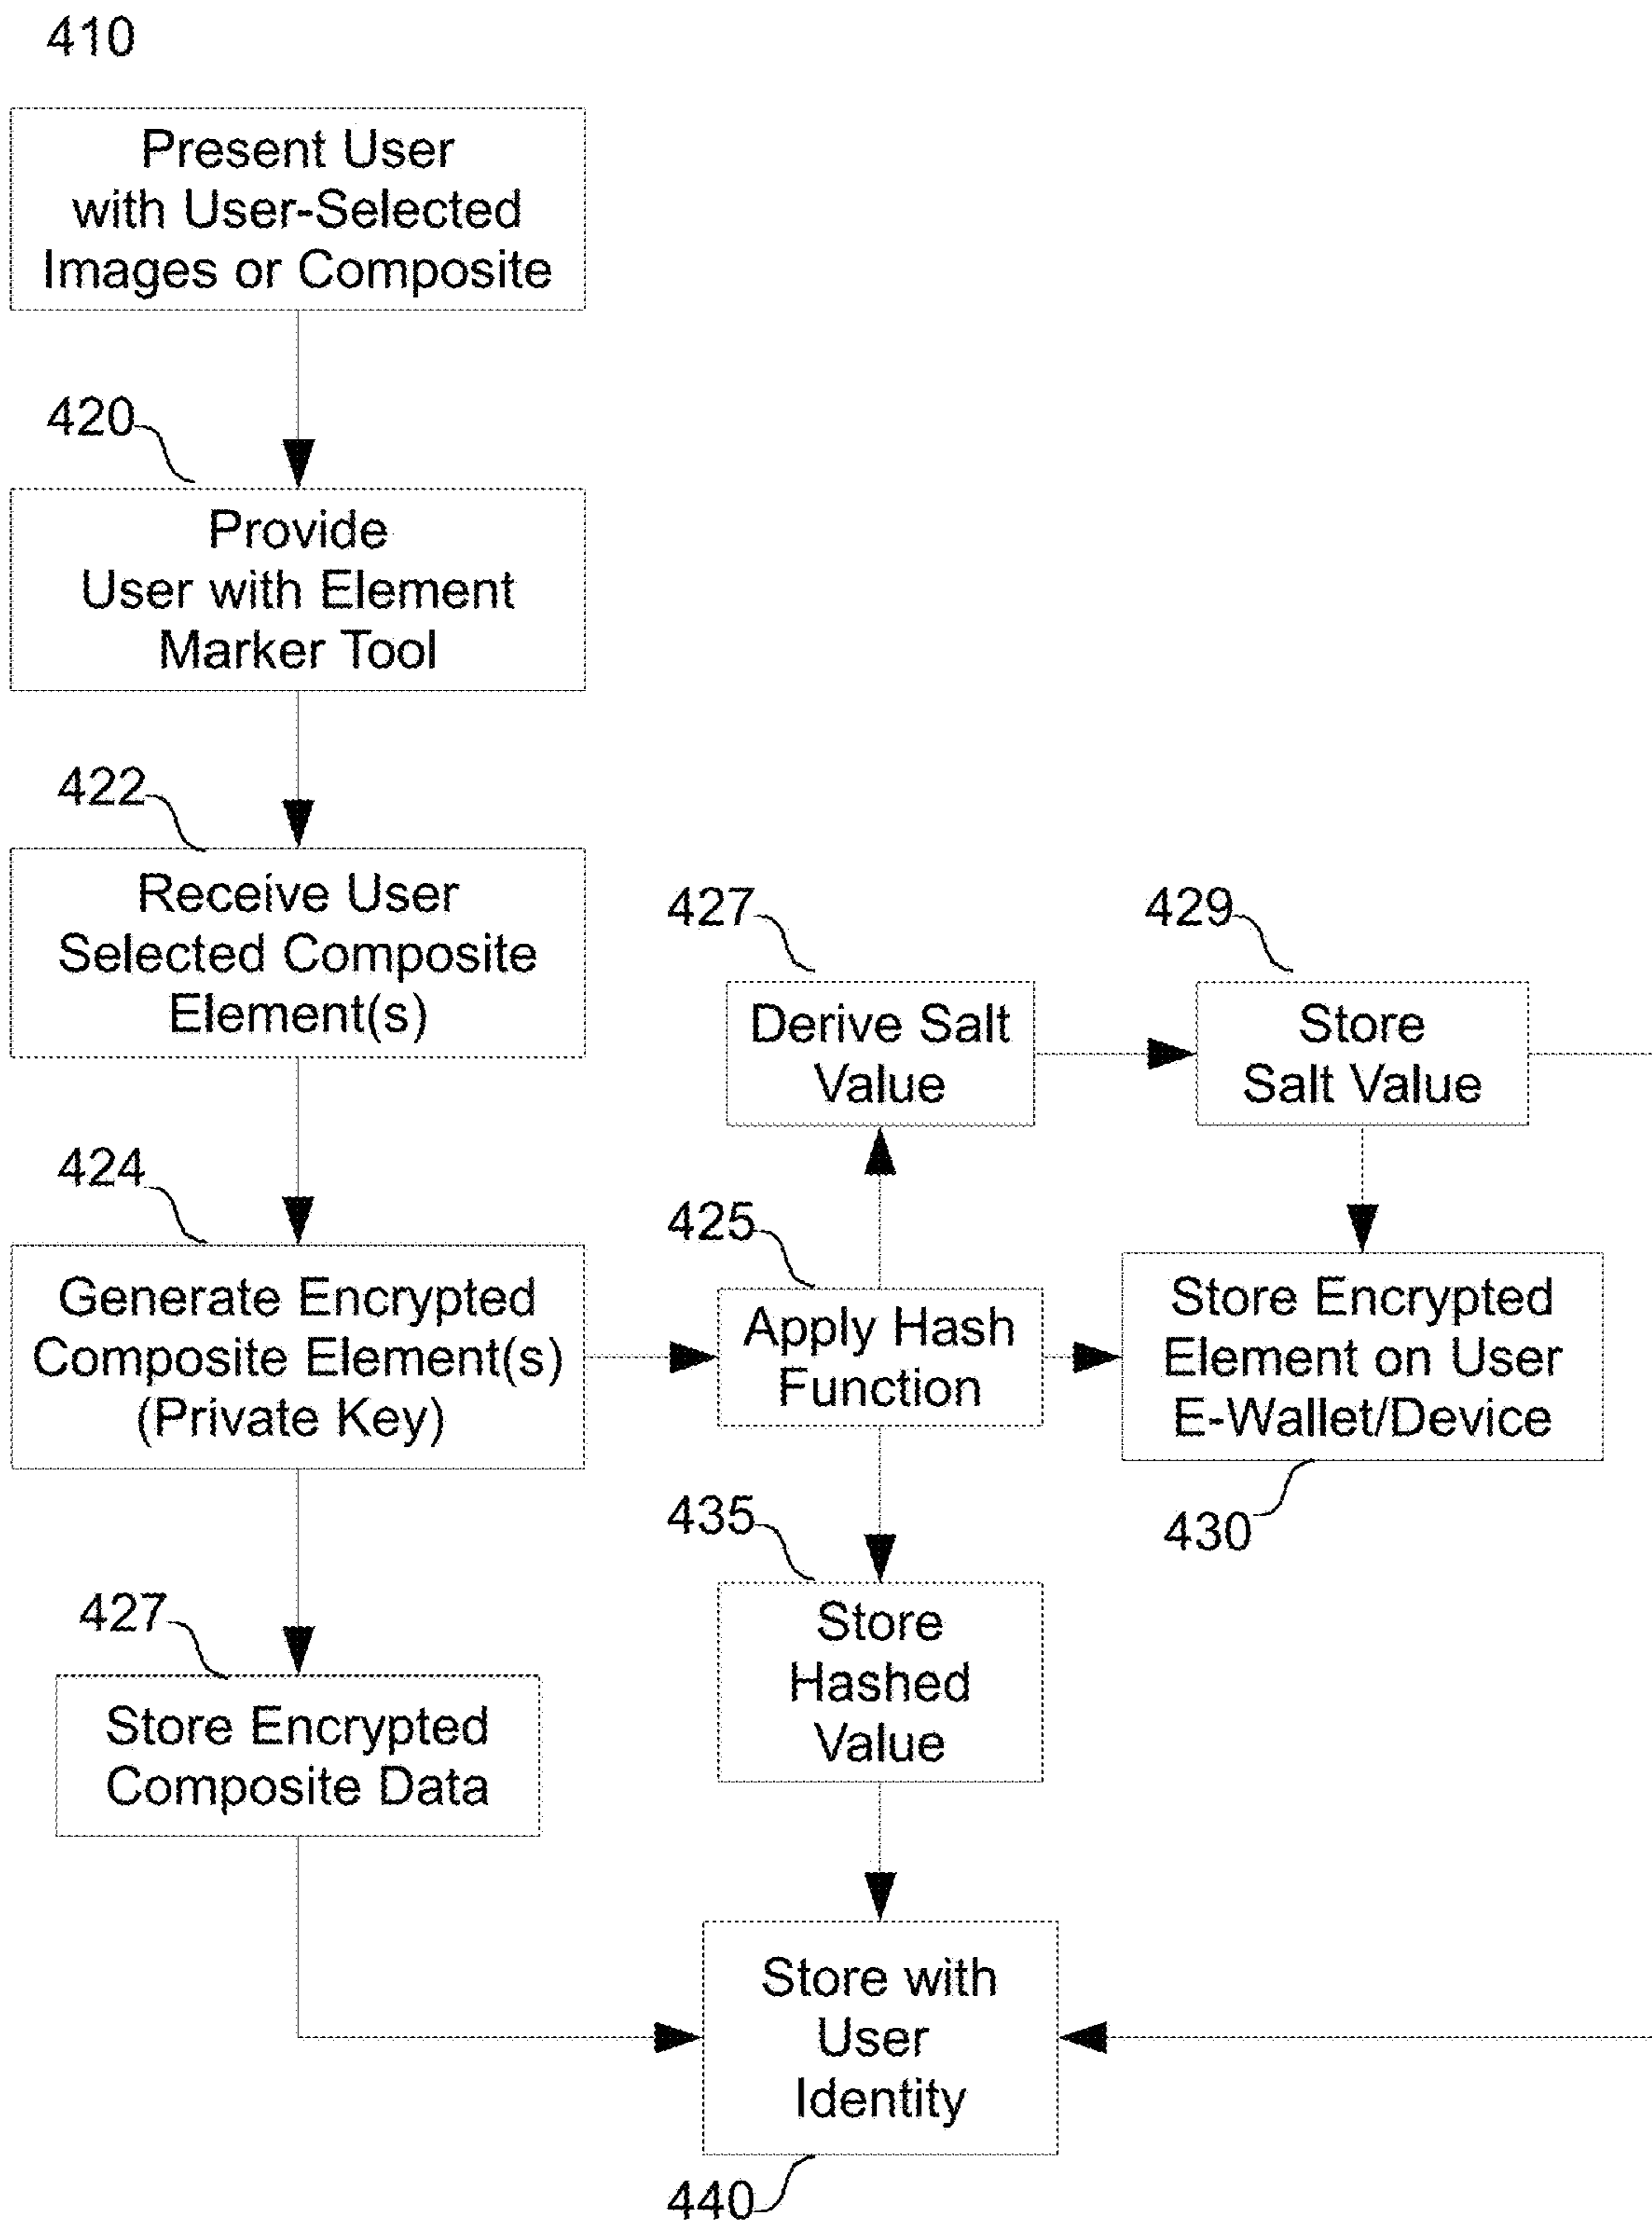 410
Present User
with User-Selected
Images or Composite
420
Provide
User with Element
Marker Tool
422
Receive User
Selected Composite
Element(s)
424
Generate Encrypted
Composite Element(s)
(Private Key)
427
Store Encrypted
Composite Data
427
Derive Salt
Value
429
Store
Salt Value
425
Apply Hash
Function
Store Encrypted
Element on User
E-Wallet/Device
430
435
Store
Hashed
Value
Store with
User
Identity
440